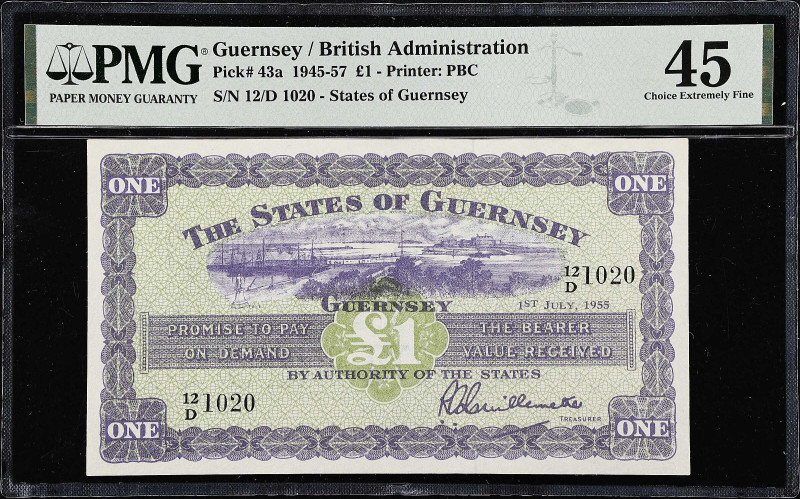 PMG®
PAPER MONEY GUARANTY
Guernsey / British Administration
Pick# 43a 1945-57 £1 - Printer: PBC
S/N 12/D 1020 - States of Guernsey
45
Choice Extremely Fine
ONE
ONE
THE STATES OF GUERNSEY
12/D 1020
GUERNSEY
1ST JULY, 1955
PROMISE TO PAY
ON DEMAND
£1
THE BEARER
VALUE RECEIVED
BY AUTHORITY OF THE STATES
12/D 1020
TREASURER
ONE
ONE